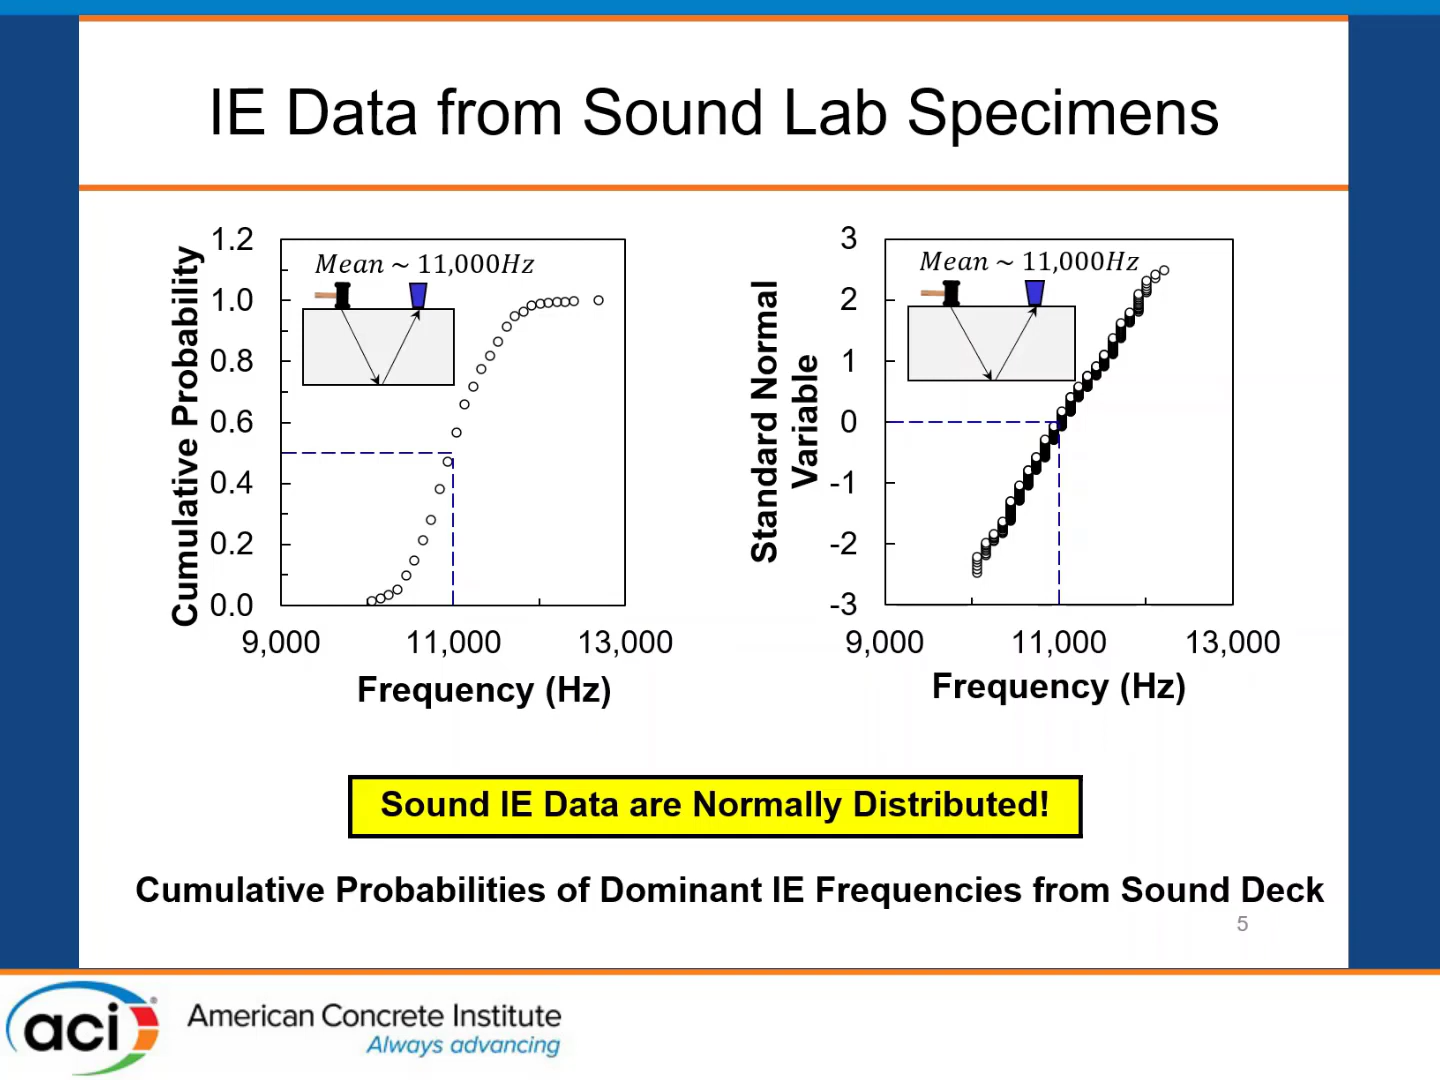 IE Data from Sound Lab Specimens
Mean ~ 11,000Hz
Cumulative Probability
1.2
1.0
0.8
0.6
0.4
0.2
0.0
9,000 11,000 13,000
Frequency (Hz)
Mean ~ 11,000Hz
Standard Normal
Variable
3
2
1
0
-1
-2
-3
9,000 11,000 13,000
Frequency (Hz)
Sound IE Data are Normally Distributed!
Cumulative Probabilities of Dominant IE Frequencies from Sound Deck
5
aci
American Concrete Institute
Always advancing